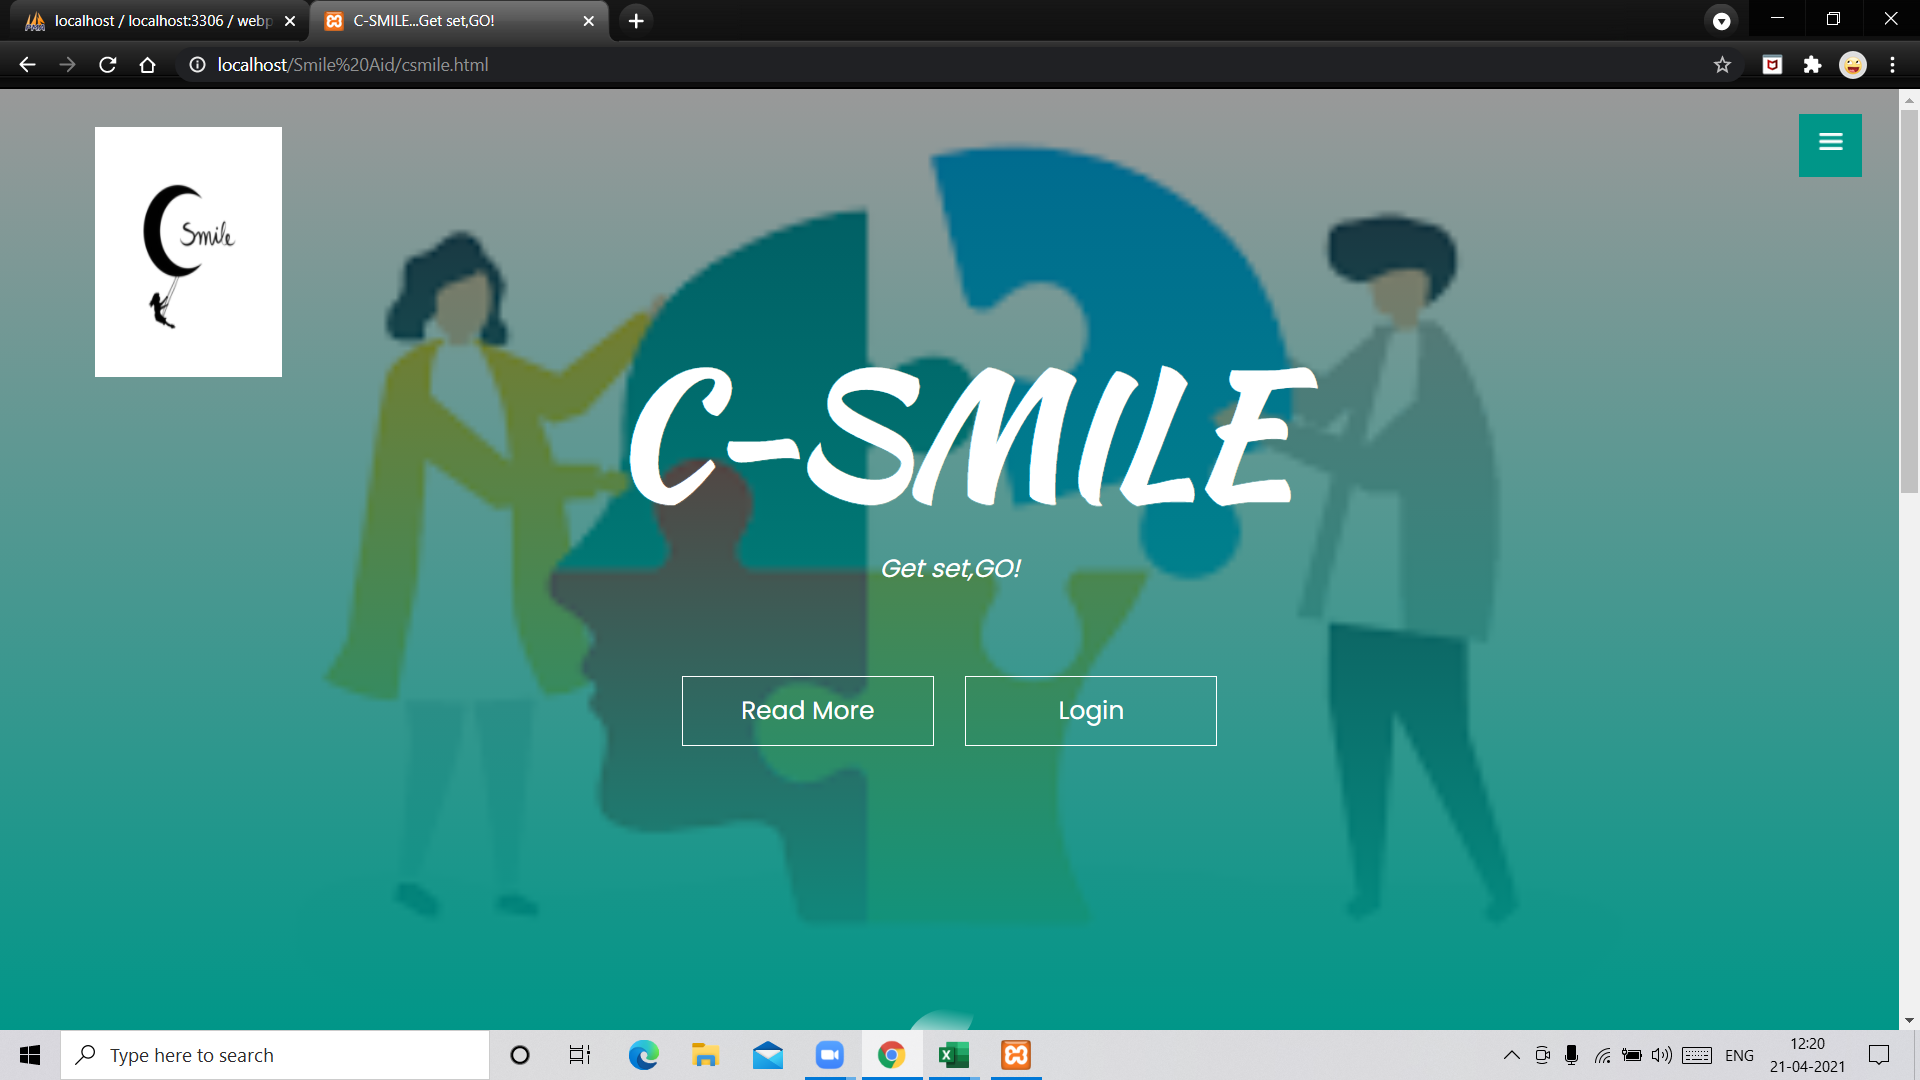 localhost / localhost:3306 / webp
C-SMILE...Get set,GO!
localhost/Smile%20Aid/csmile.html
Smile
C-SMILE
Get set,GO!
Read More
Login
Type here to search
ENG
12:20
21-04-2021